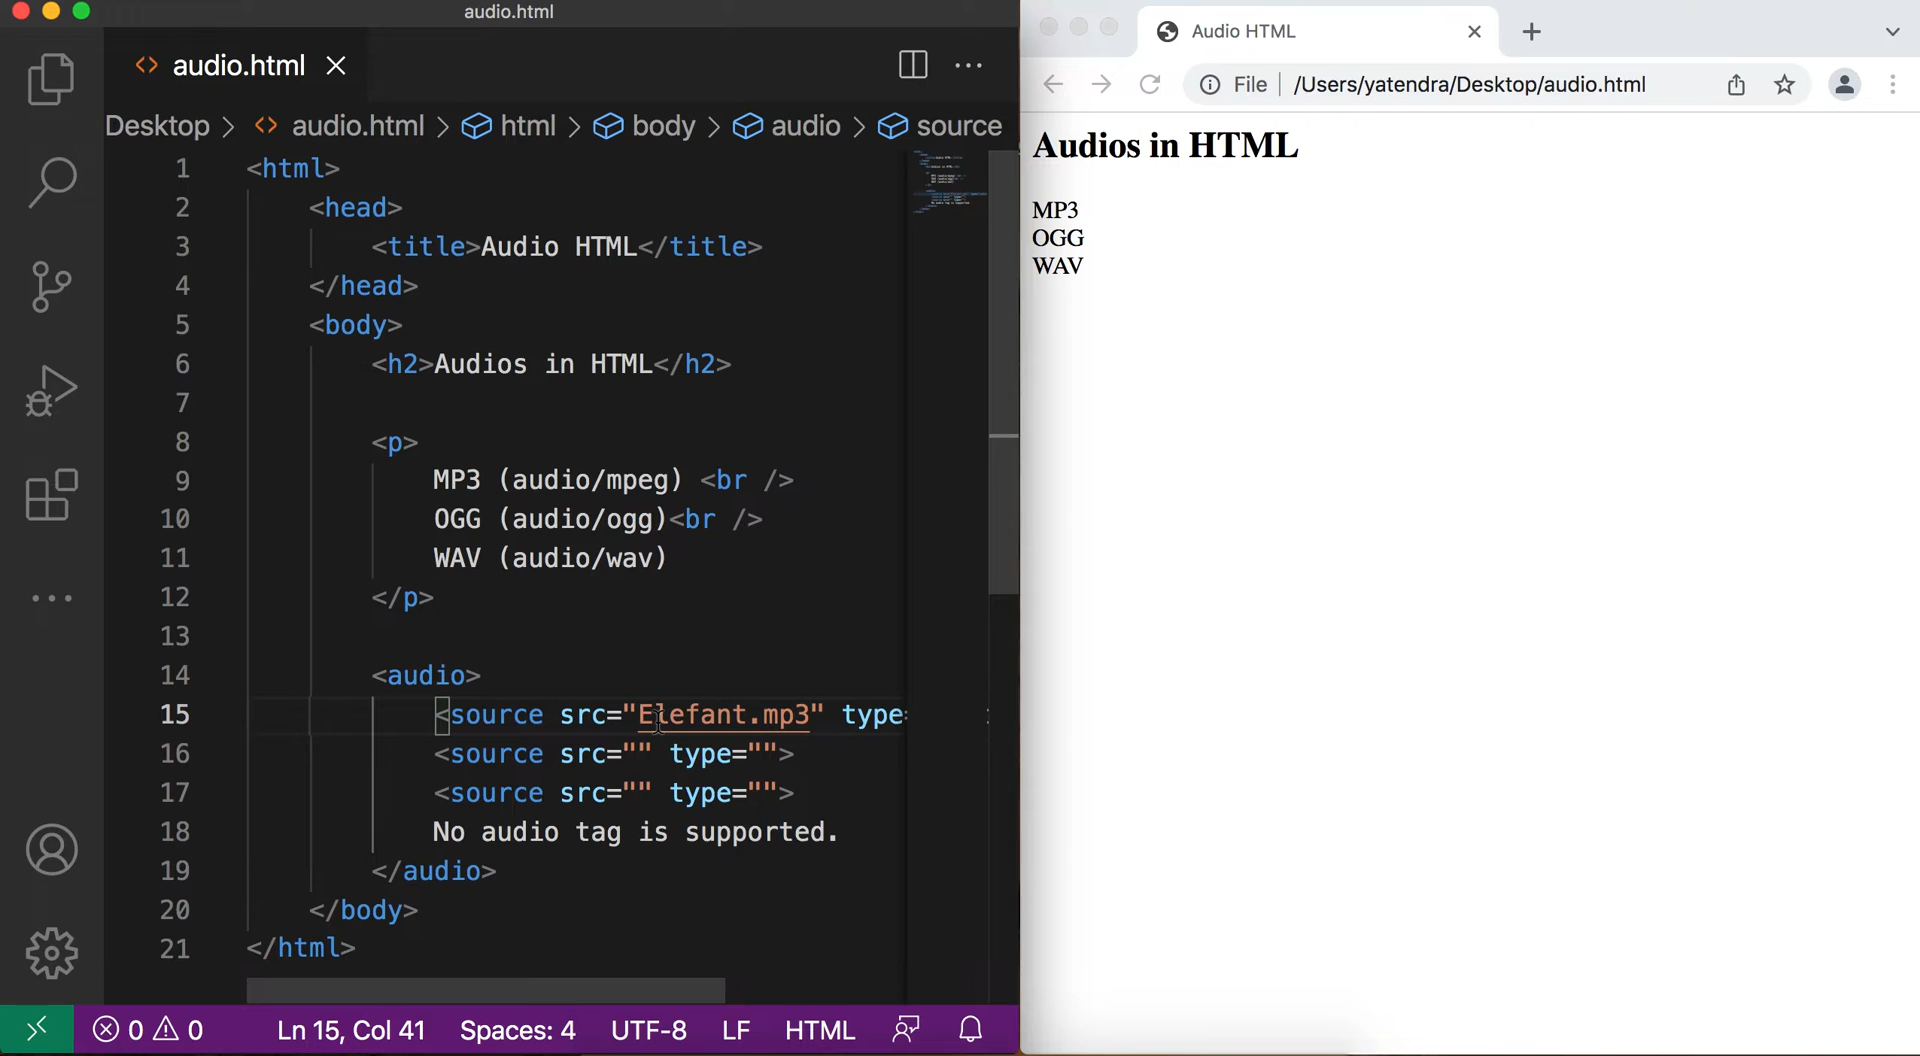 audio.html
audio.html
Desktop > audio.html > html > body > audio > source
1 <html>
2 <head>
3 <title>Audio HTML</title>
4 </head>
5 <body>
6 <h2>Audios in HTML</h2>
7
8 <p>
9 MP3 (audio/mpeg) <br />
10 OGG (audio/ogg)<br />
11 WAV (audio/wav)
12 </p>
13
14 <audio>
15 <source src="Elefant.mp3" type=
16 <source src="" type="">
17 <source src="" type="">
18 No audio tag is supported.
19 </audio>
20 </body>
21 </html>
0 0 Ln 15, Col 41 Spaces: 4 UTF-8 LF HTML
Audio HTML
File /Users/yatendra/Desktop/audio.html
Audios in HTML
MP3
OGG
WAV